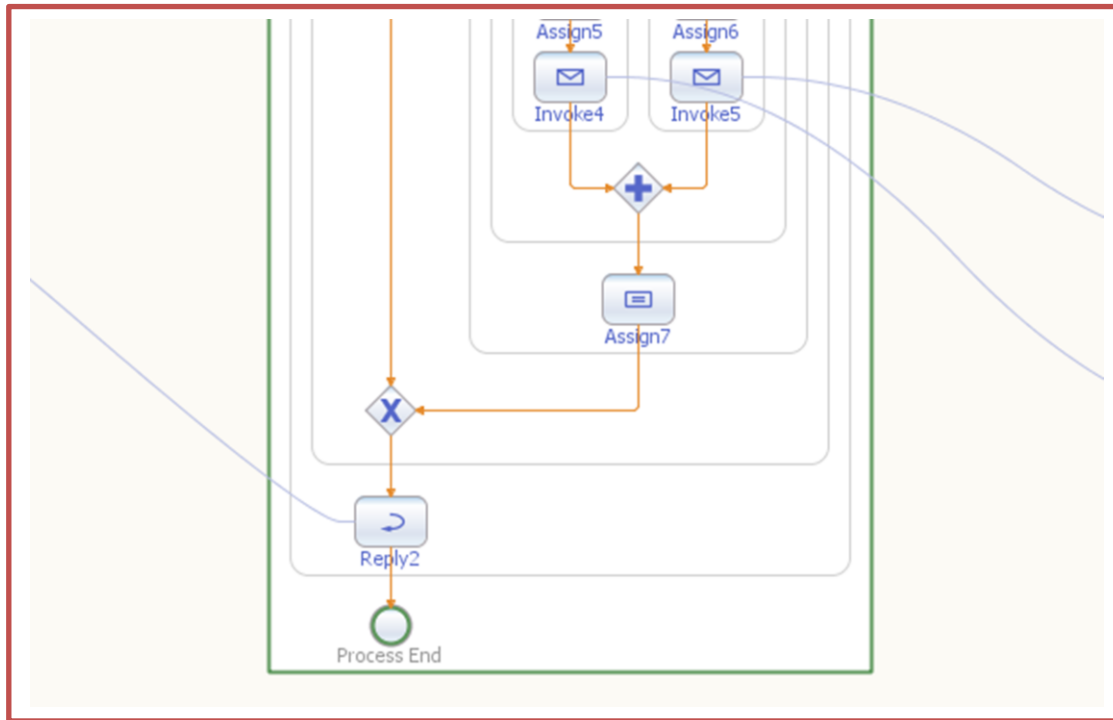 Assign5
Assign6
Invoke4
Invoke5
Assign7
X
Reply2
Process End